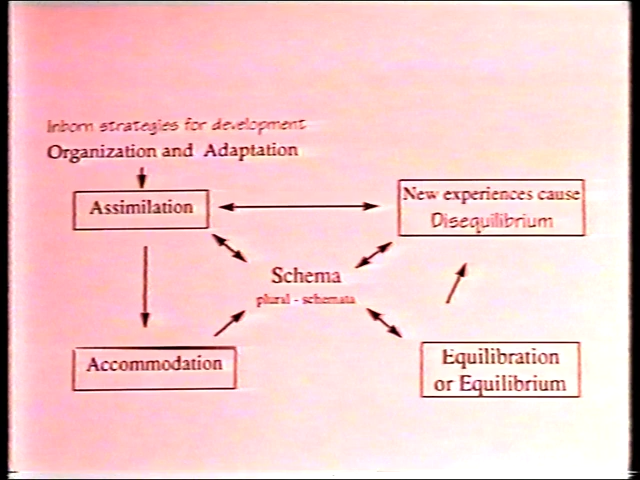 Inborn strategies for development
Organization and Adaptation
Assimilation
New experiences cause
Disequilibrium
Schema
plural - schemata
Accommodation
Equilibration
or Equilibrium